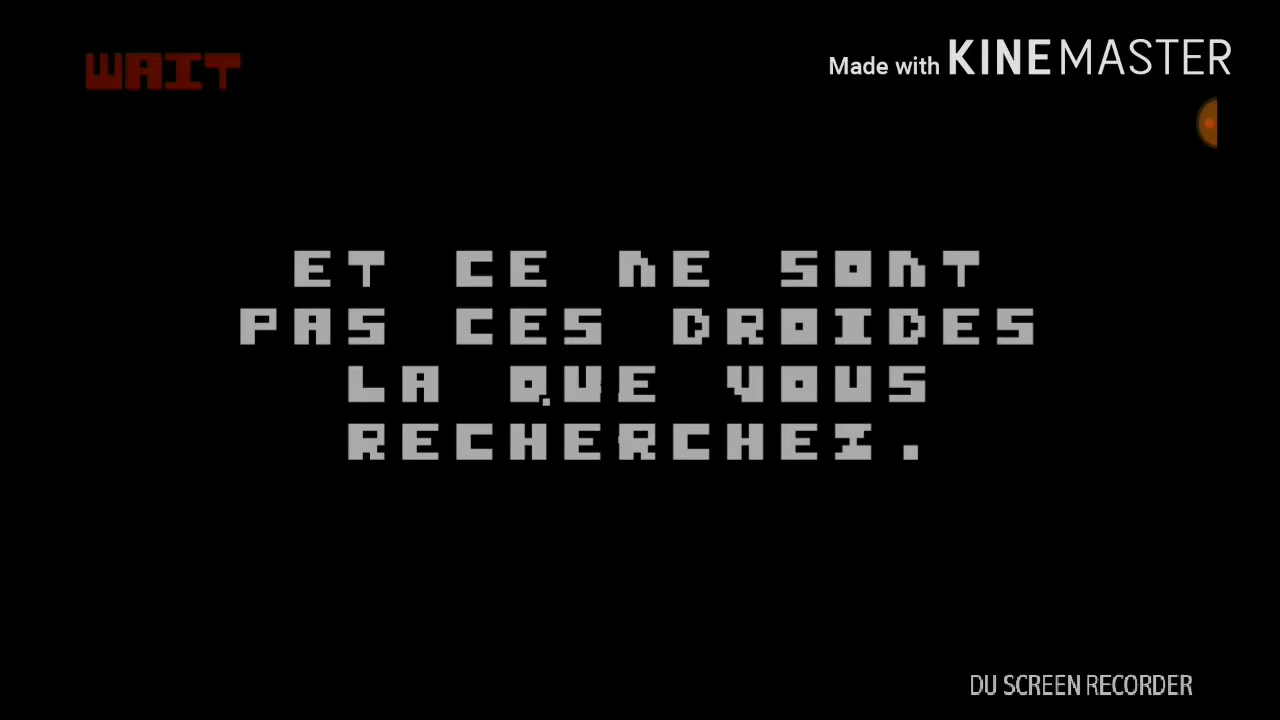 WAIT
Made with KINEMASTER
ET CE NE SONT
PAS CES DROIDES
LA QUE VOUS
RECHERCHEZ.
DU SCREEN RECORDER